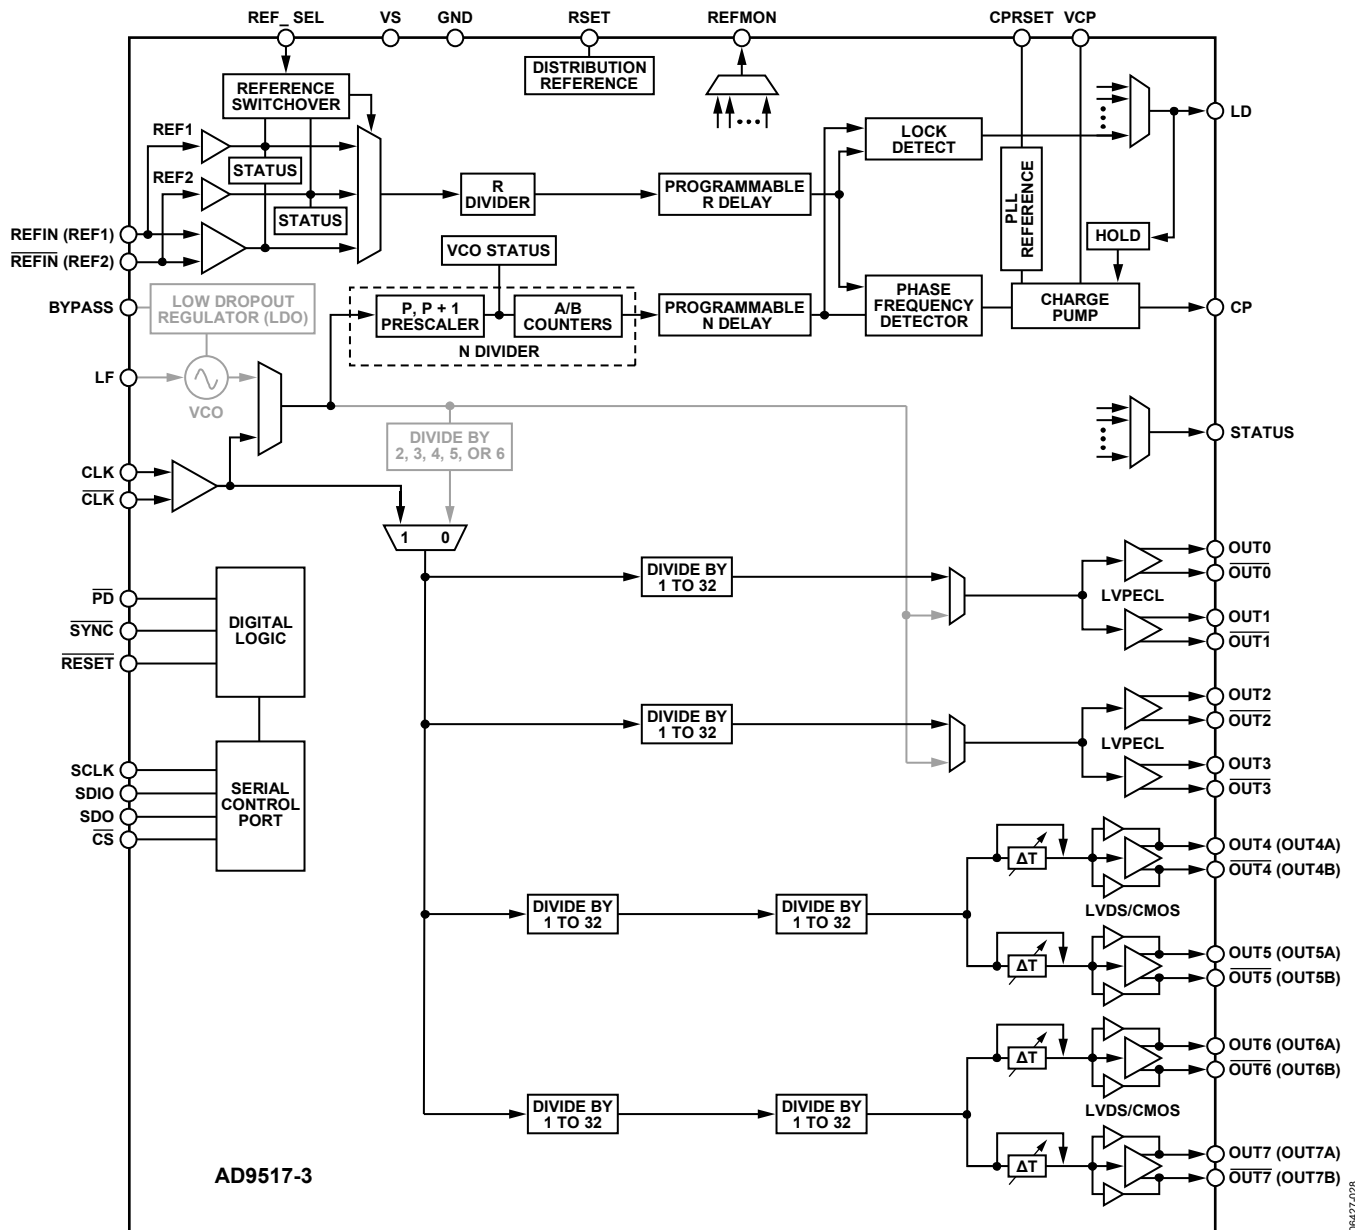 REF_ SEL
VS
GND
RSET
REFMON
CPRSET
VCP
DISTRIBUTION
REFERENCE
REFERENCE
SWITCHOVER
REF1
STATUS
REF2
STATUS
R
DIVIDER
PROGRAMMABLE
R DELAY
LOCK
DETECT
LD
PLL
REFERENCE
HOLD
REFIN (REF1)
REFIN (REF2)
VCO STATUS
BYPASS
LOW DROPOUT
REGULATOR (LDO)
P, P + 1
PRESCALER
A/B
COUNTERS
N DIVIDER
PROGRAMMABLE
N DELAY
PHASE
FREQUENCY
DETECTOR
CHARGE
PUMP
CP
LF
VCO
STATUS
DIVIDE BY
2, 3, 4, 5, OR 6
CLK
CLK
1 0
DIVIDE BY
1 TO 32
LVPECL
OUT0
OUT0
OUT1
OUT1
PD
SYNC
RESET
DIGITAL
LOGIC
DIVIDE BY
1 TO 32
LVPECL
OUT2
OUT2
OUT3
OUT3
SCLK
SDIO
SDO
CS
SERIAL
CONTROL
PORT
DIVIDE BY
1 TO 32
DIVIDE BY
1 TO 32
ΔT
ΔT
LVDS/CMOS
OUT4 (OUT4A)
OUT4 (OUT4B)
OUT5 (OUT5A)
OUT5 (OUT5B)
DIVIDE BY
1 TO 32
DIVIDE BY
1 TO 32
ΔT
ΔT
LVDS/CMOS
OUT6 (OUT6A)
OUT6 (OUT6B)
OUT7 (OUT7A)
OUT7 (OUT7B)
AD9517-3
06427-028